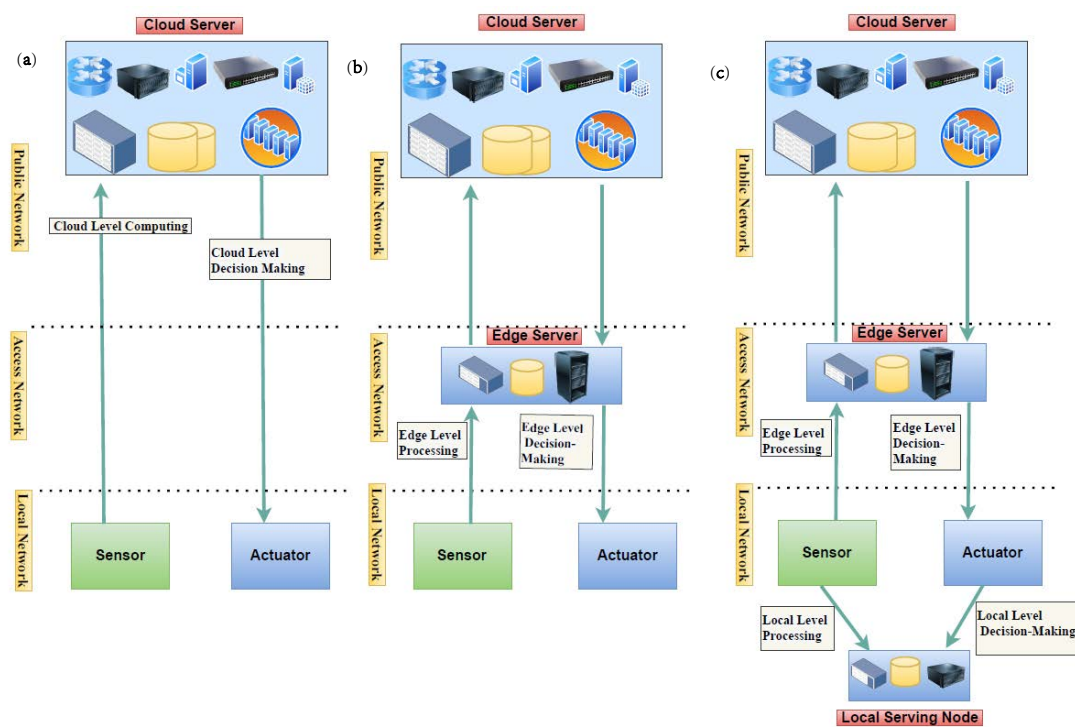 (a)
Cloud Server
Public Network
Cloud Level Computing
Cloud Level
Decision Making
Access Network
Local Network
Sensor
Actuator
(b)
Cloud Server
Public Network
Edge Server
Access Network
Edge Level
Processing
Edge Level
Decision-
Making
Local Network
Sensor
Actuator
(c)
Cloud Server
Public Network
Edge Server
Access Network
Edge Level
Processing
Edge Level
Decision-
Making
Local Network
Sensor
Actuator
Local Level
Processing
Local Level
Decision-Making
Local Serving Node